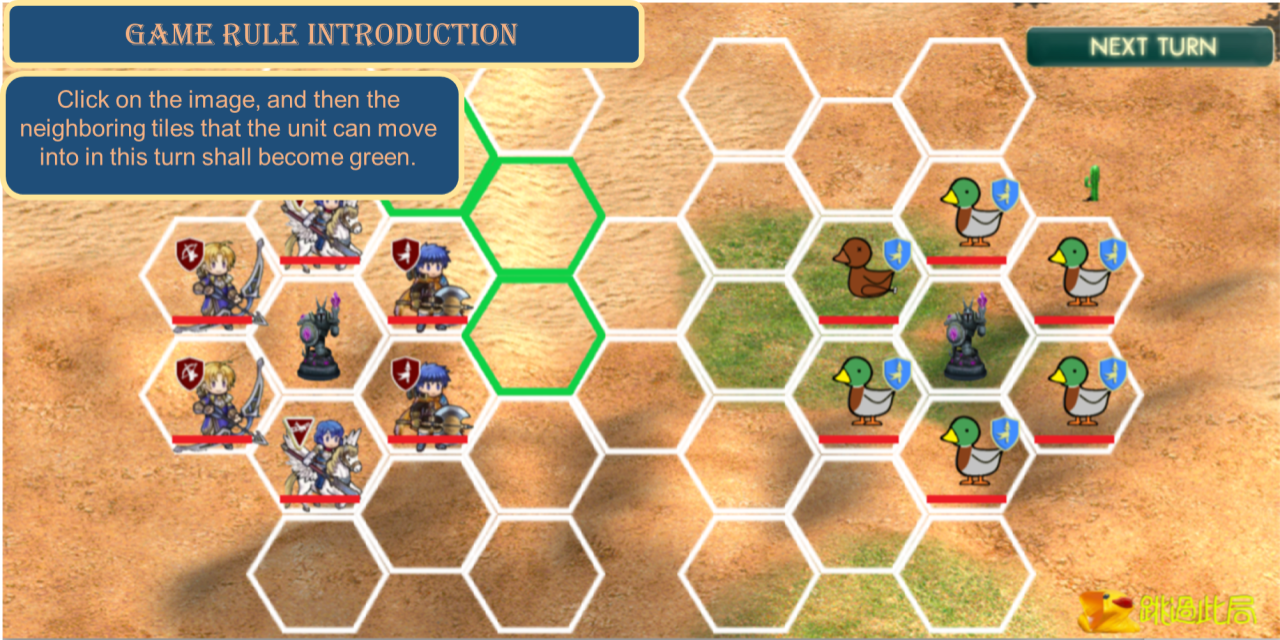 GAME RULE INTRODUCTION
NEXT TURN
Click on the image, and then the
neighboring tiles that the unit can move
into in this turn shall become green.
跳過此局